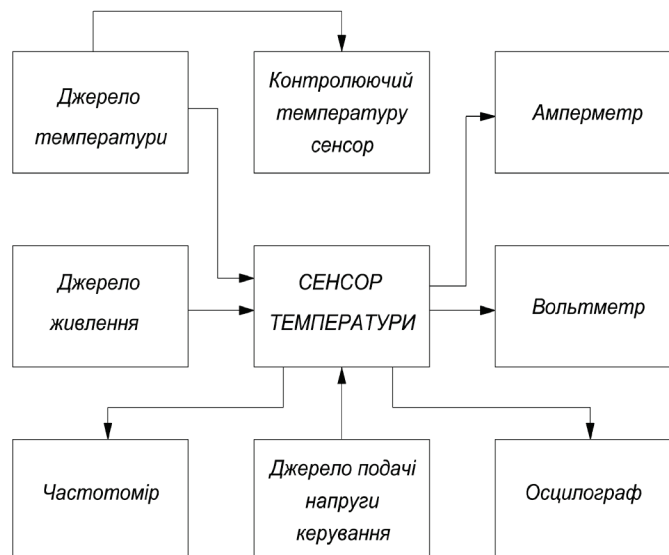 Джерело
температури
Контролюючий
температуру
сенсор
Амперметр
Джерело
живлення
СЕНСОР
ТЕМПЕРАТУРИ
Вольтметр
Частотомір
Джерело подачі
напруги
керування
Осцилограф